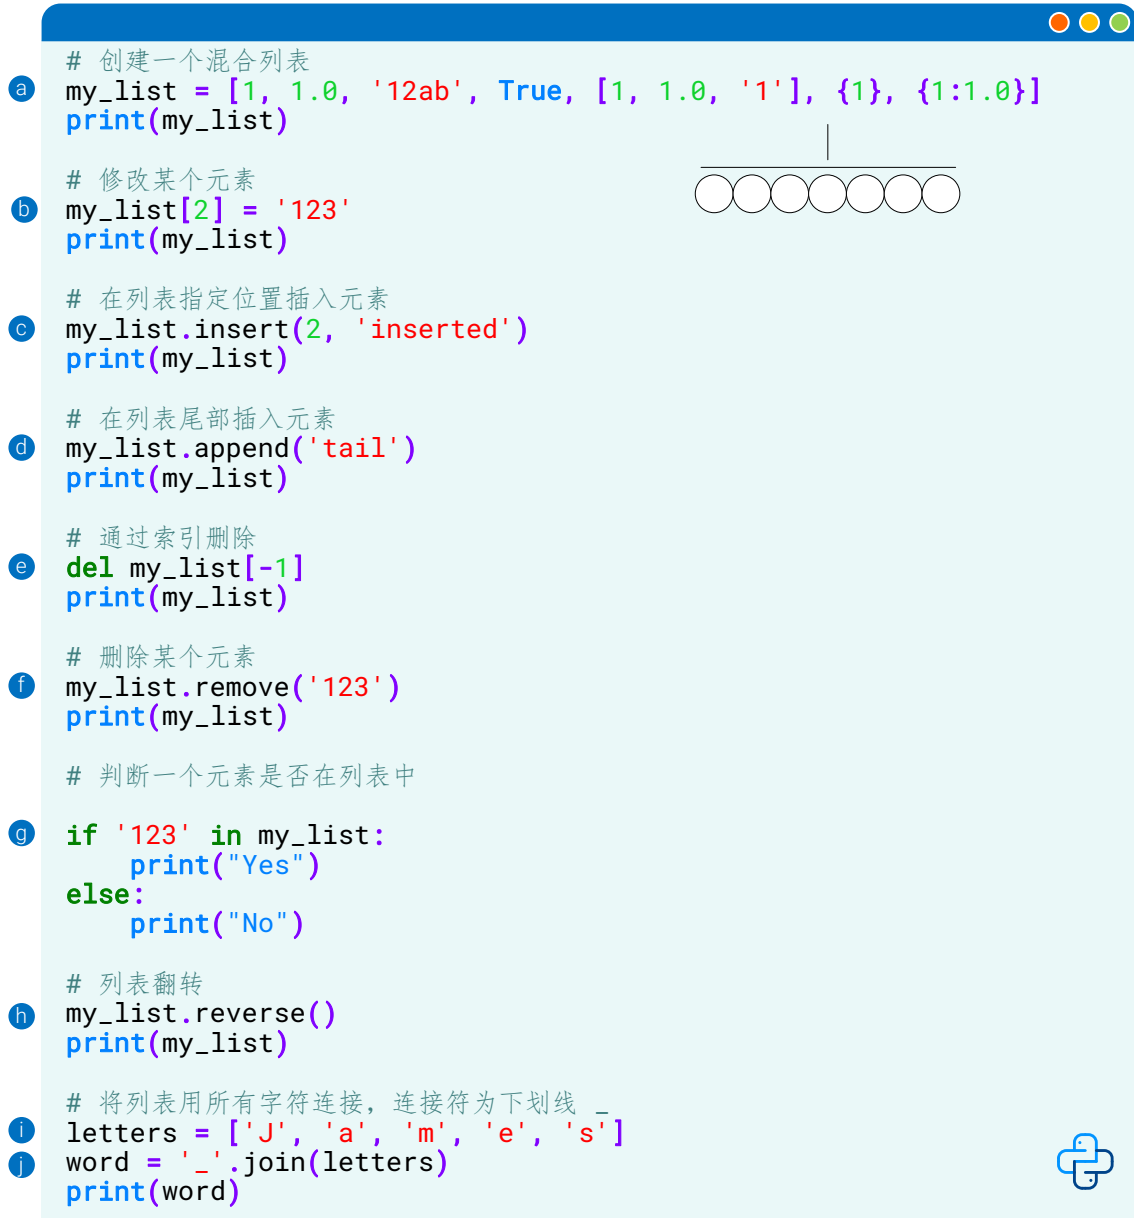 # 创建一个混合列表
a my_list = [1, 1.0, '12ab', True, [1, 1.0, '1'], {1}, {1:1.0}]
print(my_list)
# 修改某个元素
b my_list[2] = '123'
print(my_list)
# 在列表指定位置插入元素
c my_list.insert(2, 'inserted')
print(my_list)
# 在列表尾部插入元素
d my_list.append('tail')
print(my_list)
# 通过索引删除
e del my_list[-1]
print(my_list)
# 删除某个元素
f my_list.remove('123')
print(my_list)
# 判断一个元素是否在列表中
g if '123' in my_list:
    print("Yes")
else:
    print("No")
# 列表翻转
h my_list.reverse()
print(my_list)
# 将列表用所有字符连接，连接符为下划线 _
i letters = ['J', 'a', 'm', 'e', 's']
j word = '_'.join(letters)
print(word)